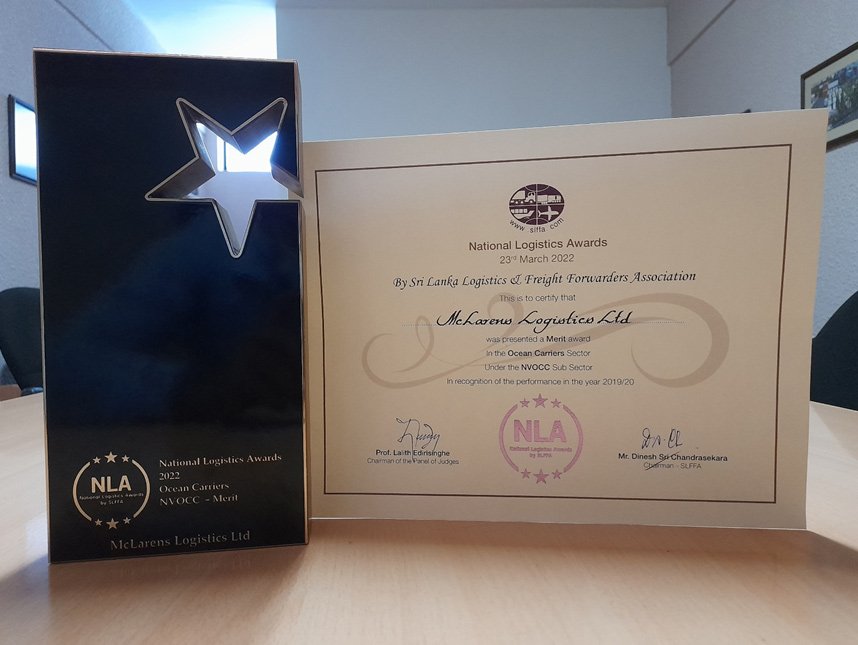 NLA
National Logistics Awards
by SLFFA
National Logistics Awards
2022
Ocean Carriers
NVOCC - Merit
McLarens Logistics Ltd
www slffa com
National Logistics Awards
23rd March 2022
By Sri Lanka Logistics & Freight Forwarders Association
This is to certify that
McLarens Logistics Ltd
was presented a Merit award
in the Ocean Carriers Sector
Under the NVOCC Sub Sector
In recognition of the performance in the year 2019/20
Prof. Lalith Edirisinghe
Chairman of the Panel of Judges
NLA
National Logistics Awards
by SLFFA
Mr. Dinesh Sri Chandrasekara
Chairman - SLFFA